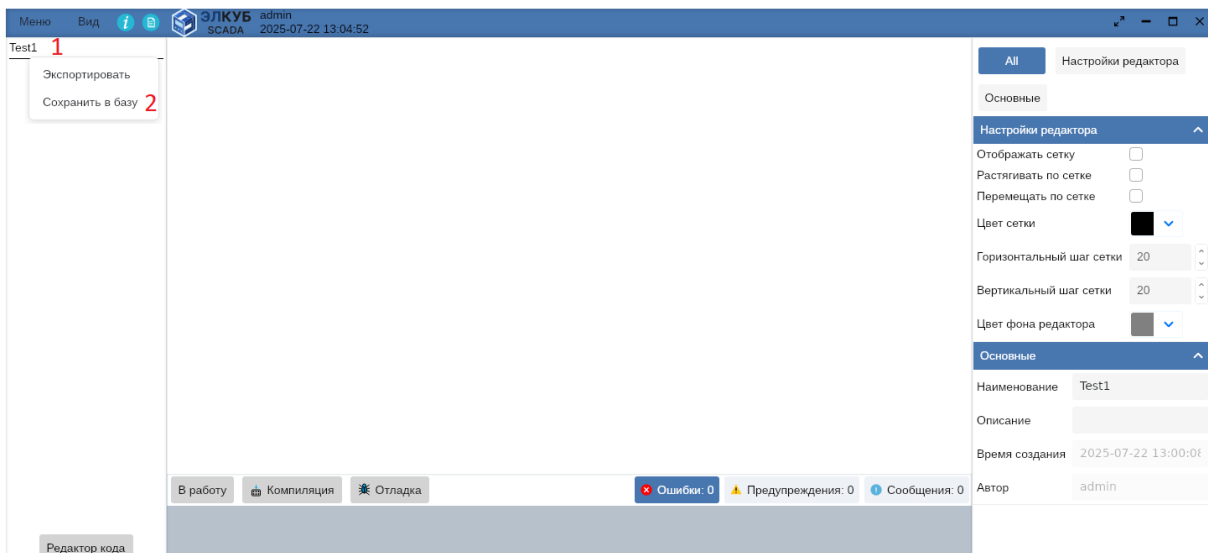 Меню Вид ЭЛКУБ SCADA admin
2025-07-22 13:04:52
Test1 1
Экспортировать
Сохранить в базу 2
All Настройки редактора
Основные
Настройки редактора
Отображать сетку
Растягивать по сетке
Перемещать по сетке
Цвет сетки
Горизонтальный шаг сетки 20
Вертикальный шаг сетки 20
Цвет фона редактора
Основные
Наименование Test1
Описание
Время создания 2025-07-22 13:00:08
Автор admin
В работу Компиляция Отладка Ошибки: 0 Предупреждения: 0 Сообщения: 0
Редактор кода